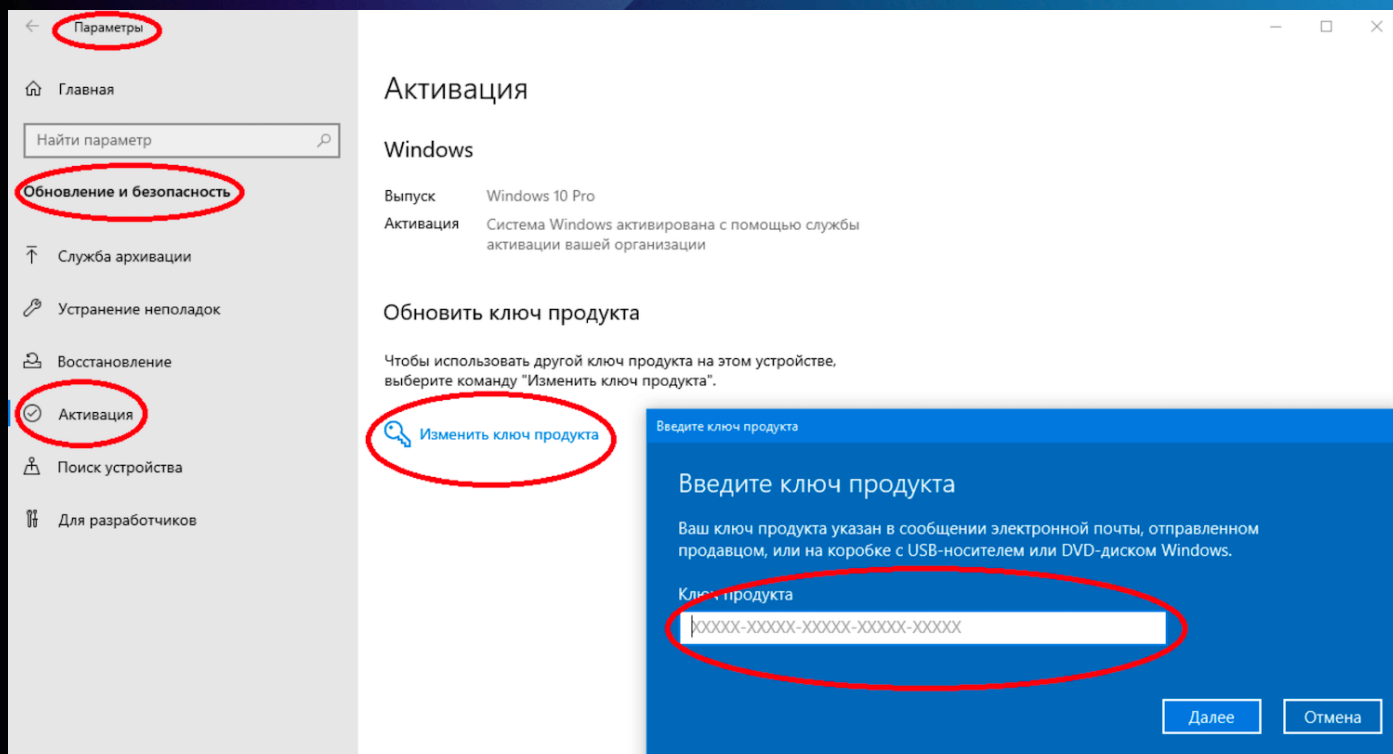 Параметры
Главная
Найти параметр
Обновление и безопасность
Служба архивации
Устранение неполадок
Восстановление
Активация
Поиск устройства
Для разработчиков
Активация
Windows
Выпуск Windows 10 Pro
Активация Система Windows активирована с помощью службы
активации вашей организации
Обновить ключ продукта
Чтобы использовать другой ключ продукта на этом устройстве,
выберите команду "Изменить ключ продукта".
Изменить ключ продукта
Введите ключ продукта
Введите ключ продукта
Ваш ключ продукта указан в сообщении электронной почты, отправленном
продавцом, или на коробке с USB-носителем или DVD-диском Windows.
Ключ продукта
XXXXX-XXXXX-XXXXX-XXXXX-XXXXX
Далее Отмена